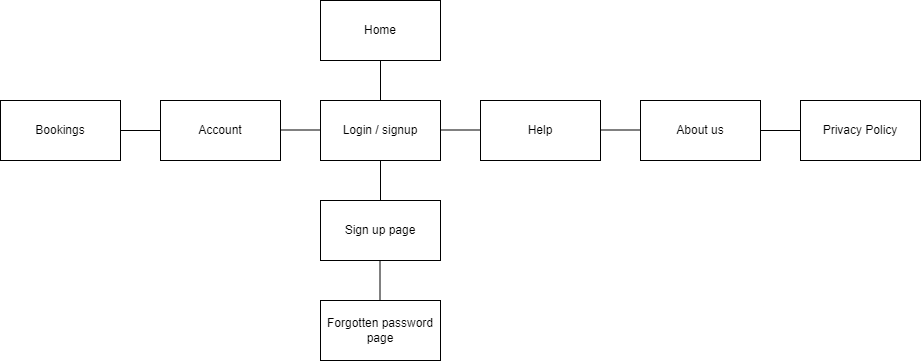 Home
Bookings
Account
Login / signup
Help
About us
Privacy Policy
Sign up page
Forgotten password
page